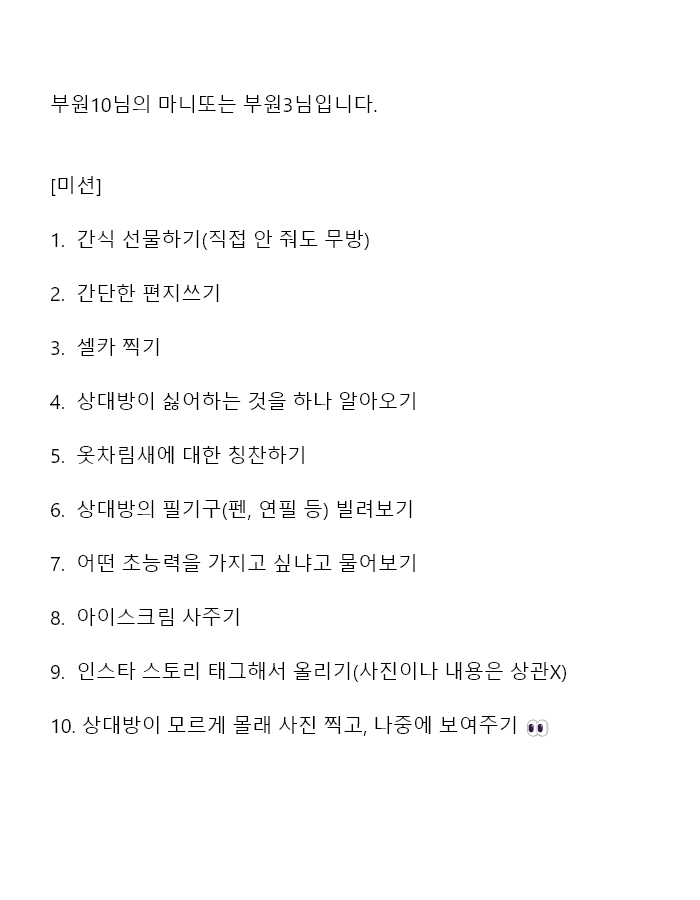 부원10님의 마니또는 부원3님입니다.
[미션]
1. 간식 선물하기(직접 안 줘도 무방)
2. 간단한 편지쓰기
3. 셀카 찍기
4. 상대방이 싫어하는 것을 하나 알아오기
5. 옷차림새에 대한 칭찬하기
6. 상대방의 필기구(펜, 연필 등) 빌려보기
7. 어떤 초능력을 가지고 싶냐고 물어보기
8. 아이스크림 사주기
9. 인스타 스토리 태그해서 올리기(사진이나 내용은 상관X)
10. 상대방이 모르게 몰래 사진 찍고, 나중에 보여주기 👀